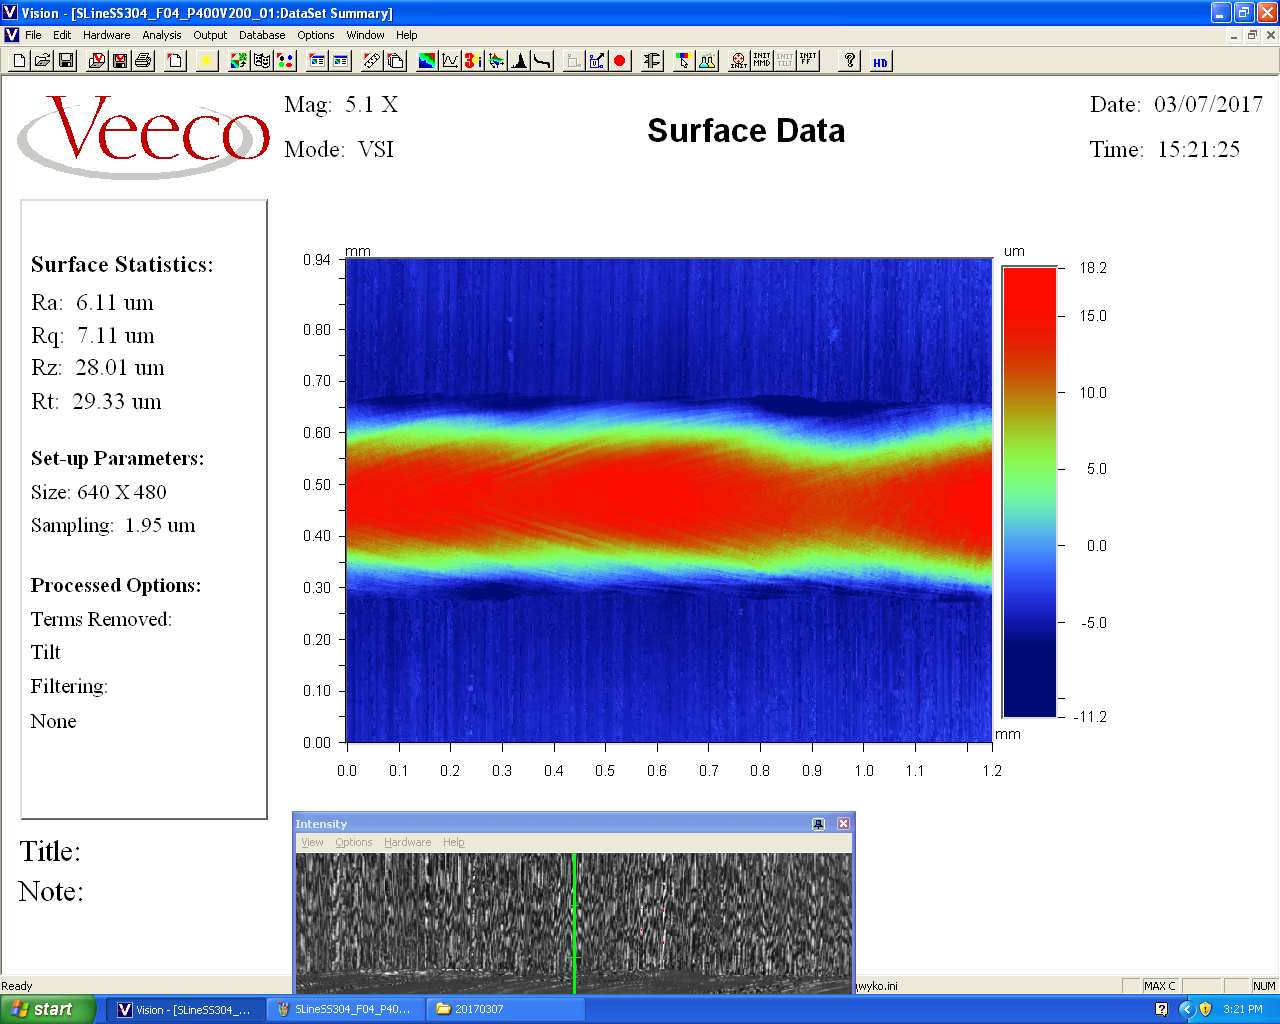 Vision - [SLineSS304_F04_P400V200_01:DataSet Summary]
File Edit Hardware Analysis Output Database Options Window Help
INIT INIT MMD INIT TILT INIT FF ? HD
Veeco
Mag: 5.1 X
Mode: VSI
Surface Data
Date: 03/07/2017
Time: 15:21:25
Surface Statistics:
Ra: 6.11 um
Rq: 7.11 um
Rz: 28.01 um
Rt: 29.33 um
Set-up Parameters:
Size: 640 X 480
Sampling: 1.95 um
Processed Options:
Terms Removed:
Tilt
Filtering:
None
mm
0.94
0.80
0.70
0.60
0.50
0.40
0.30
0.20
0.10
0.00
0.0 0.1 0.2 0.3 0.4 0.5 0.6 0.7 0.8 0.9 1.0 1.1 1.2
mm
um
18.2
15.0
10.0
5.0
0.0
-5.0
-11.2
Title:
Note:
Intensity
View Options Hardware Help
Ready
wyko.ini
MAX C
NUM
start
Vision - [SLineSS304_...
SLineSS304_F04_P40...
20170307
3:21 PM